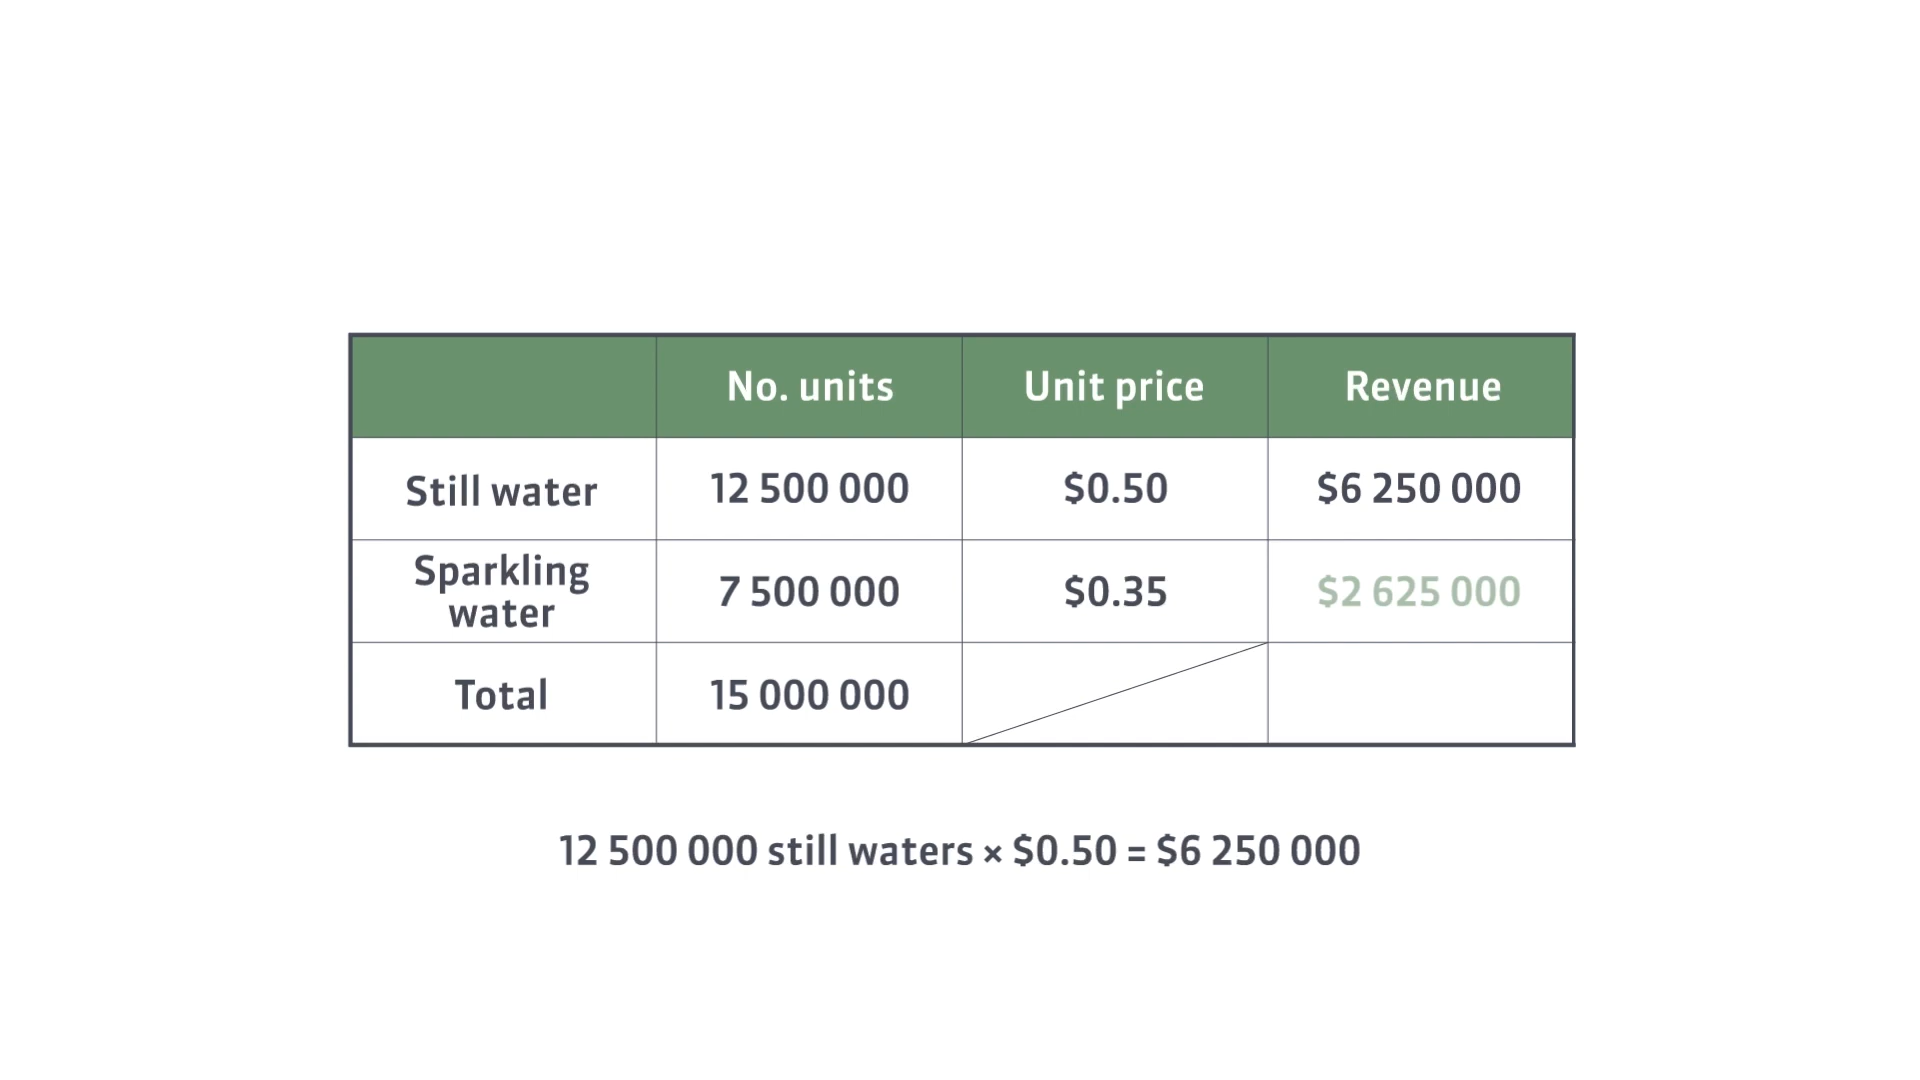 No. units Unit price Revenue
Still water 12 500 000 $0.50 $6 250 000
Sparkling
water 7 500 000 $0.35 $2 625 000
Total 15 000 000
12 500 000 still waters × $0.50 = $6 250 000